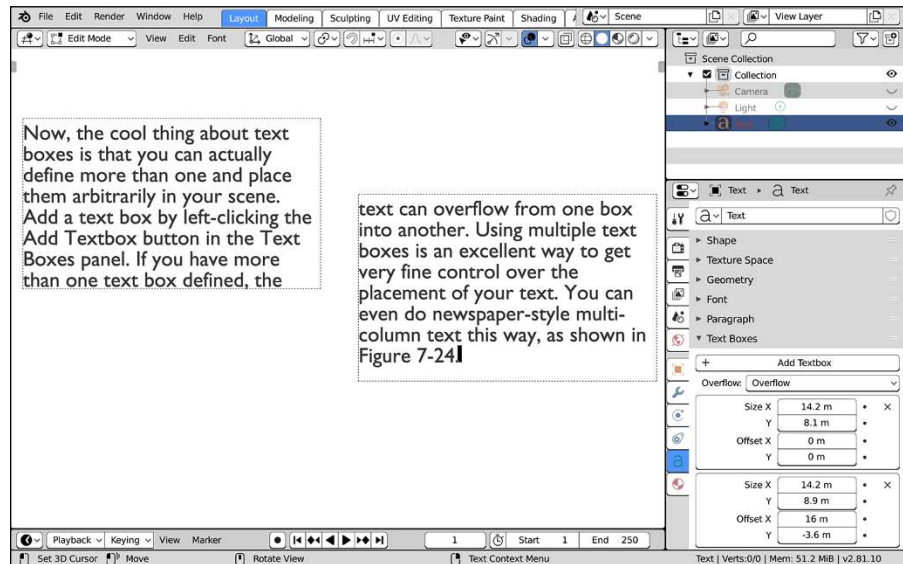 File Edit Render Window Help Layout Modeling Sculpting UV Editing Texture Paint Shading Scene View Layer
Edit Mode View Edit Font Global
Scene Collection
Collection
Camera
Light
Now, the cool thing about text
boxes is that you can actually
define more than one and place
them arbitrarily in your scene.
Add a text box by left-clicking the
Add Textbox button in the Text
Boxes panel. If you have more
than one text box defined, the
text can overflow from one box
into another. Using multiple text
boxes is an excellent way to get
very fine control over the
placement of your text. You can
even do newspaper-style multi-
column text this way, as shown in
Figure 7-24.
Text Text
Text
Shape
Texture Space
Geometry
Font
Paragraph
Text Boxes
+ Add Textbox
Overflow: Overflow
Size X 14.2 m
Y 8.1 m
Offset X 0 m
Y 0 m
Size X 14.2 m
Y 8.9 m
Offset X 16 m
Y -3.6 m
Playback Keying View Marker 1 Start 1 End 250
Set 3D Cursor Move Rotate View Text Context Menu Text | Verts:0/0 | Mem: 51.2 MiB | v2.81.10